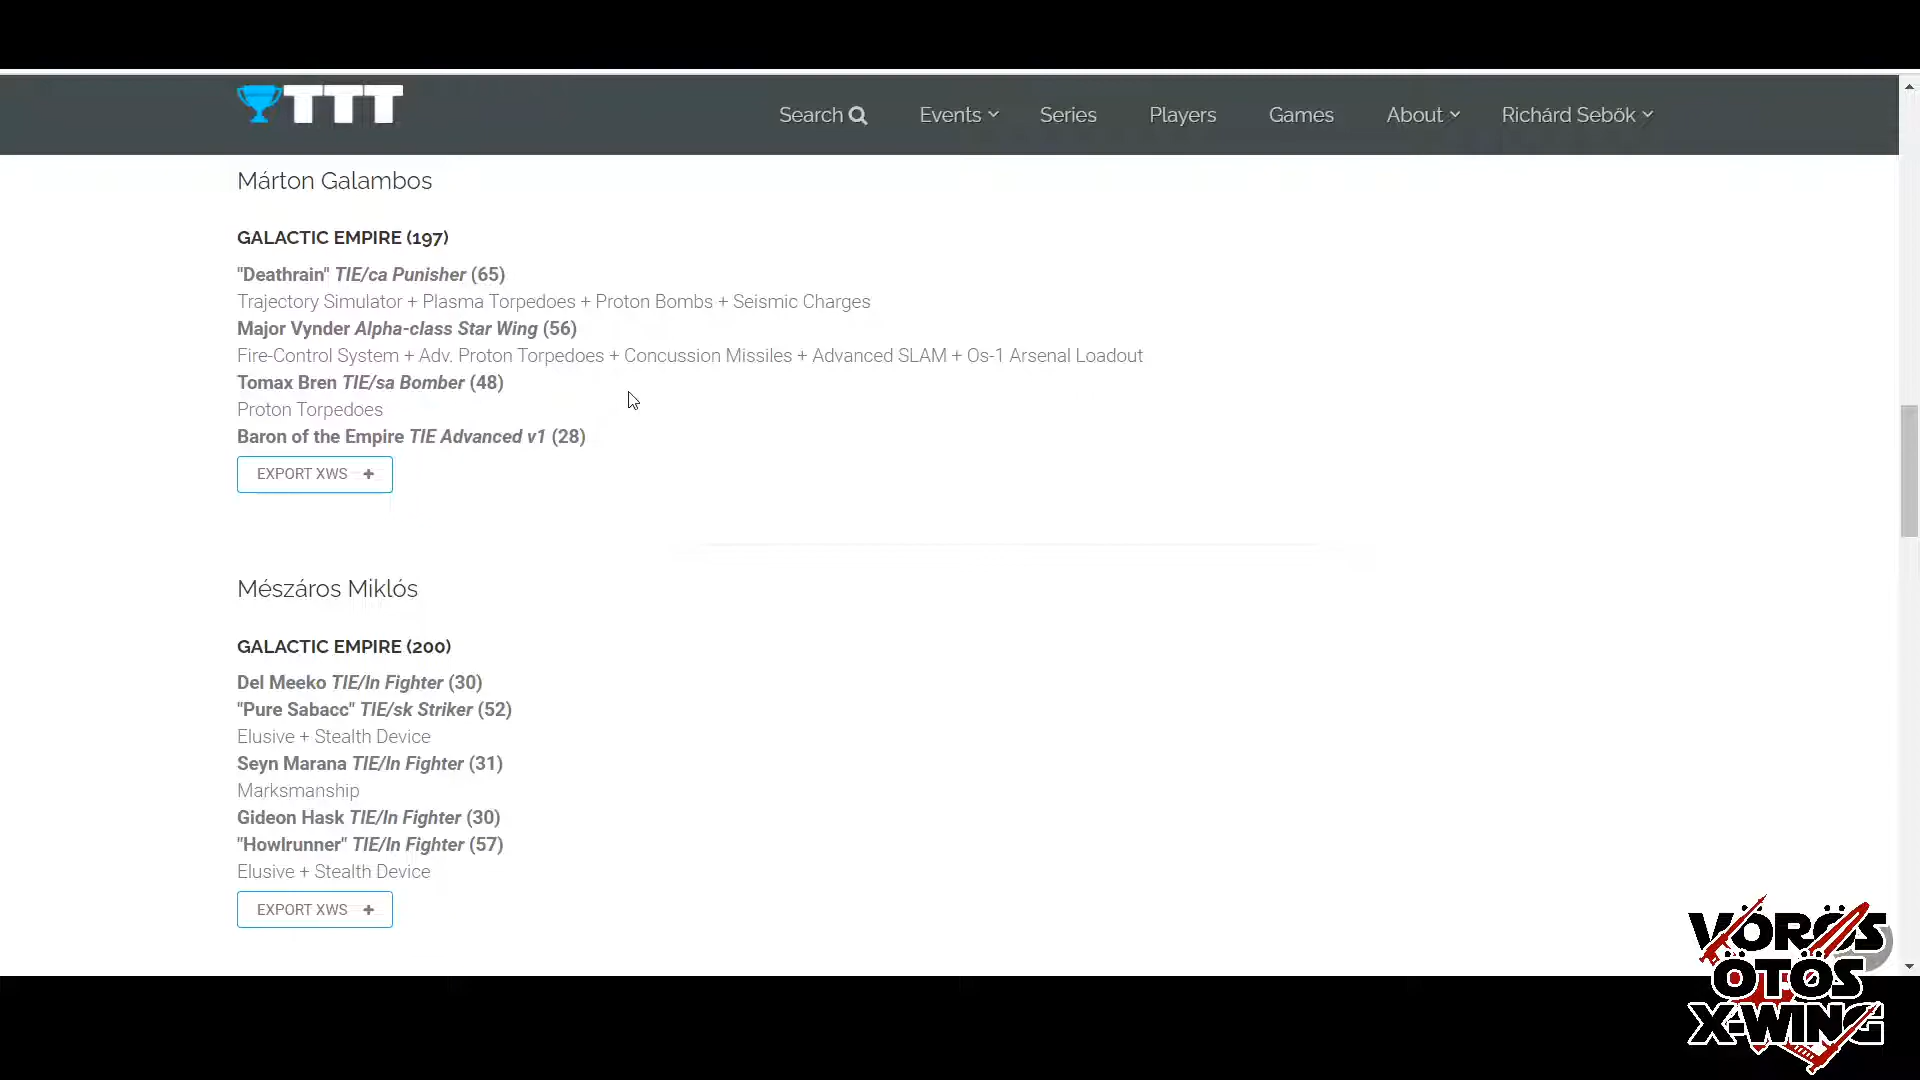 TTT
Search
Events
Series
Players
Games
About
Richárd Sebők
Márton Galambos
GALACTIC EMPIRE (197)
"Deathrain" TIE/ca Punisher (65)
Trajectory Simulator + Plasma Torpedoes + Proton Bombs + Seismic Charges
Major Vynder Alpha-class Star Wing (56)
Fire-Control System + Adv. Proton Torpedoes + Concussion Missiles + Advanced SLAM + Os-1 Arsenal Loadout
Tomax Bren TIE/sa Bomber (48)
Proton Torpedoes
Baron of the Empire TIE Advanced v1 (28)
EXPORT XWS +
Mészáros Miklós
GALACTIC EMPIRE (200)
Del Meeko TIE/ln Fighter (30)
"Pure Sabacc" TIE/sk Striker (52)
Elusive + Stealth Device
Seyn Marana TIE/ln Fighter (31)
Marksmanship
Gideon Hask TIE/ln Fighter (30)
"Howlrunner" TIE/ln Fighter (57)
Elusive + Stealth Device
EXPORT XWS +
VÖRÖS
ÖTÖS
X-WING